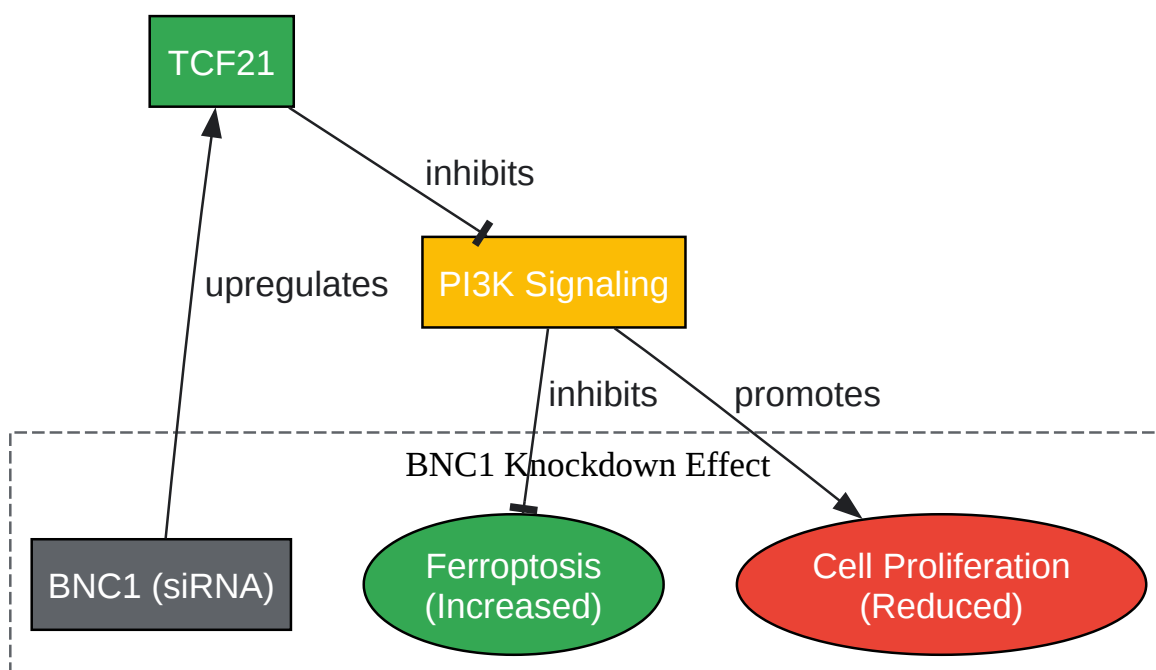 TCF21
inhibits
upregulates
PI3K Signaling
inhibits
promotes
BNC1 Knockdown Effect
BNC1 (siRNA)
Ferroptosis
(Increased)
Cell Proliferation
(Reduced)